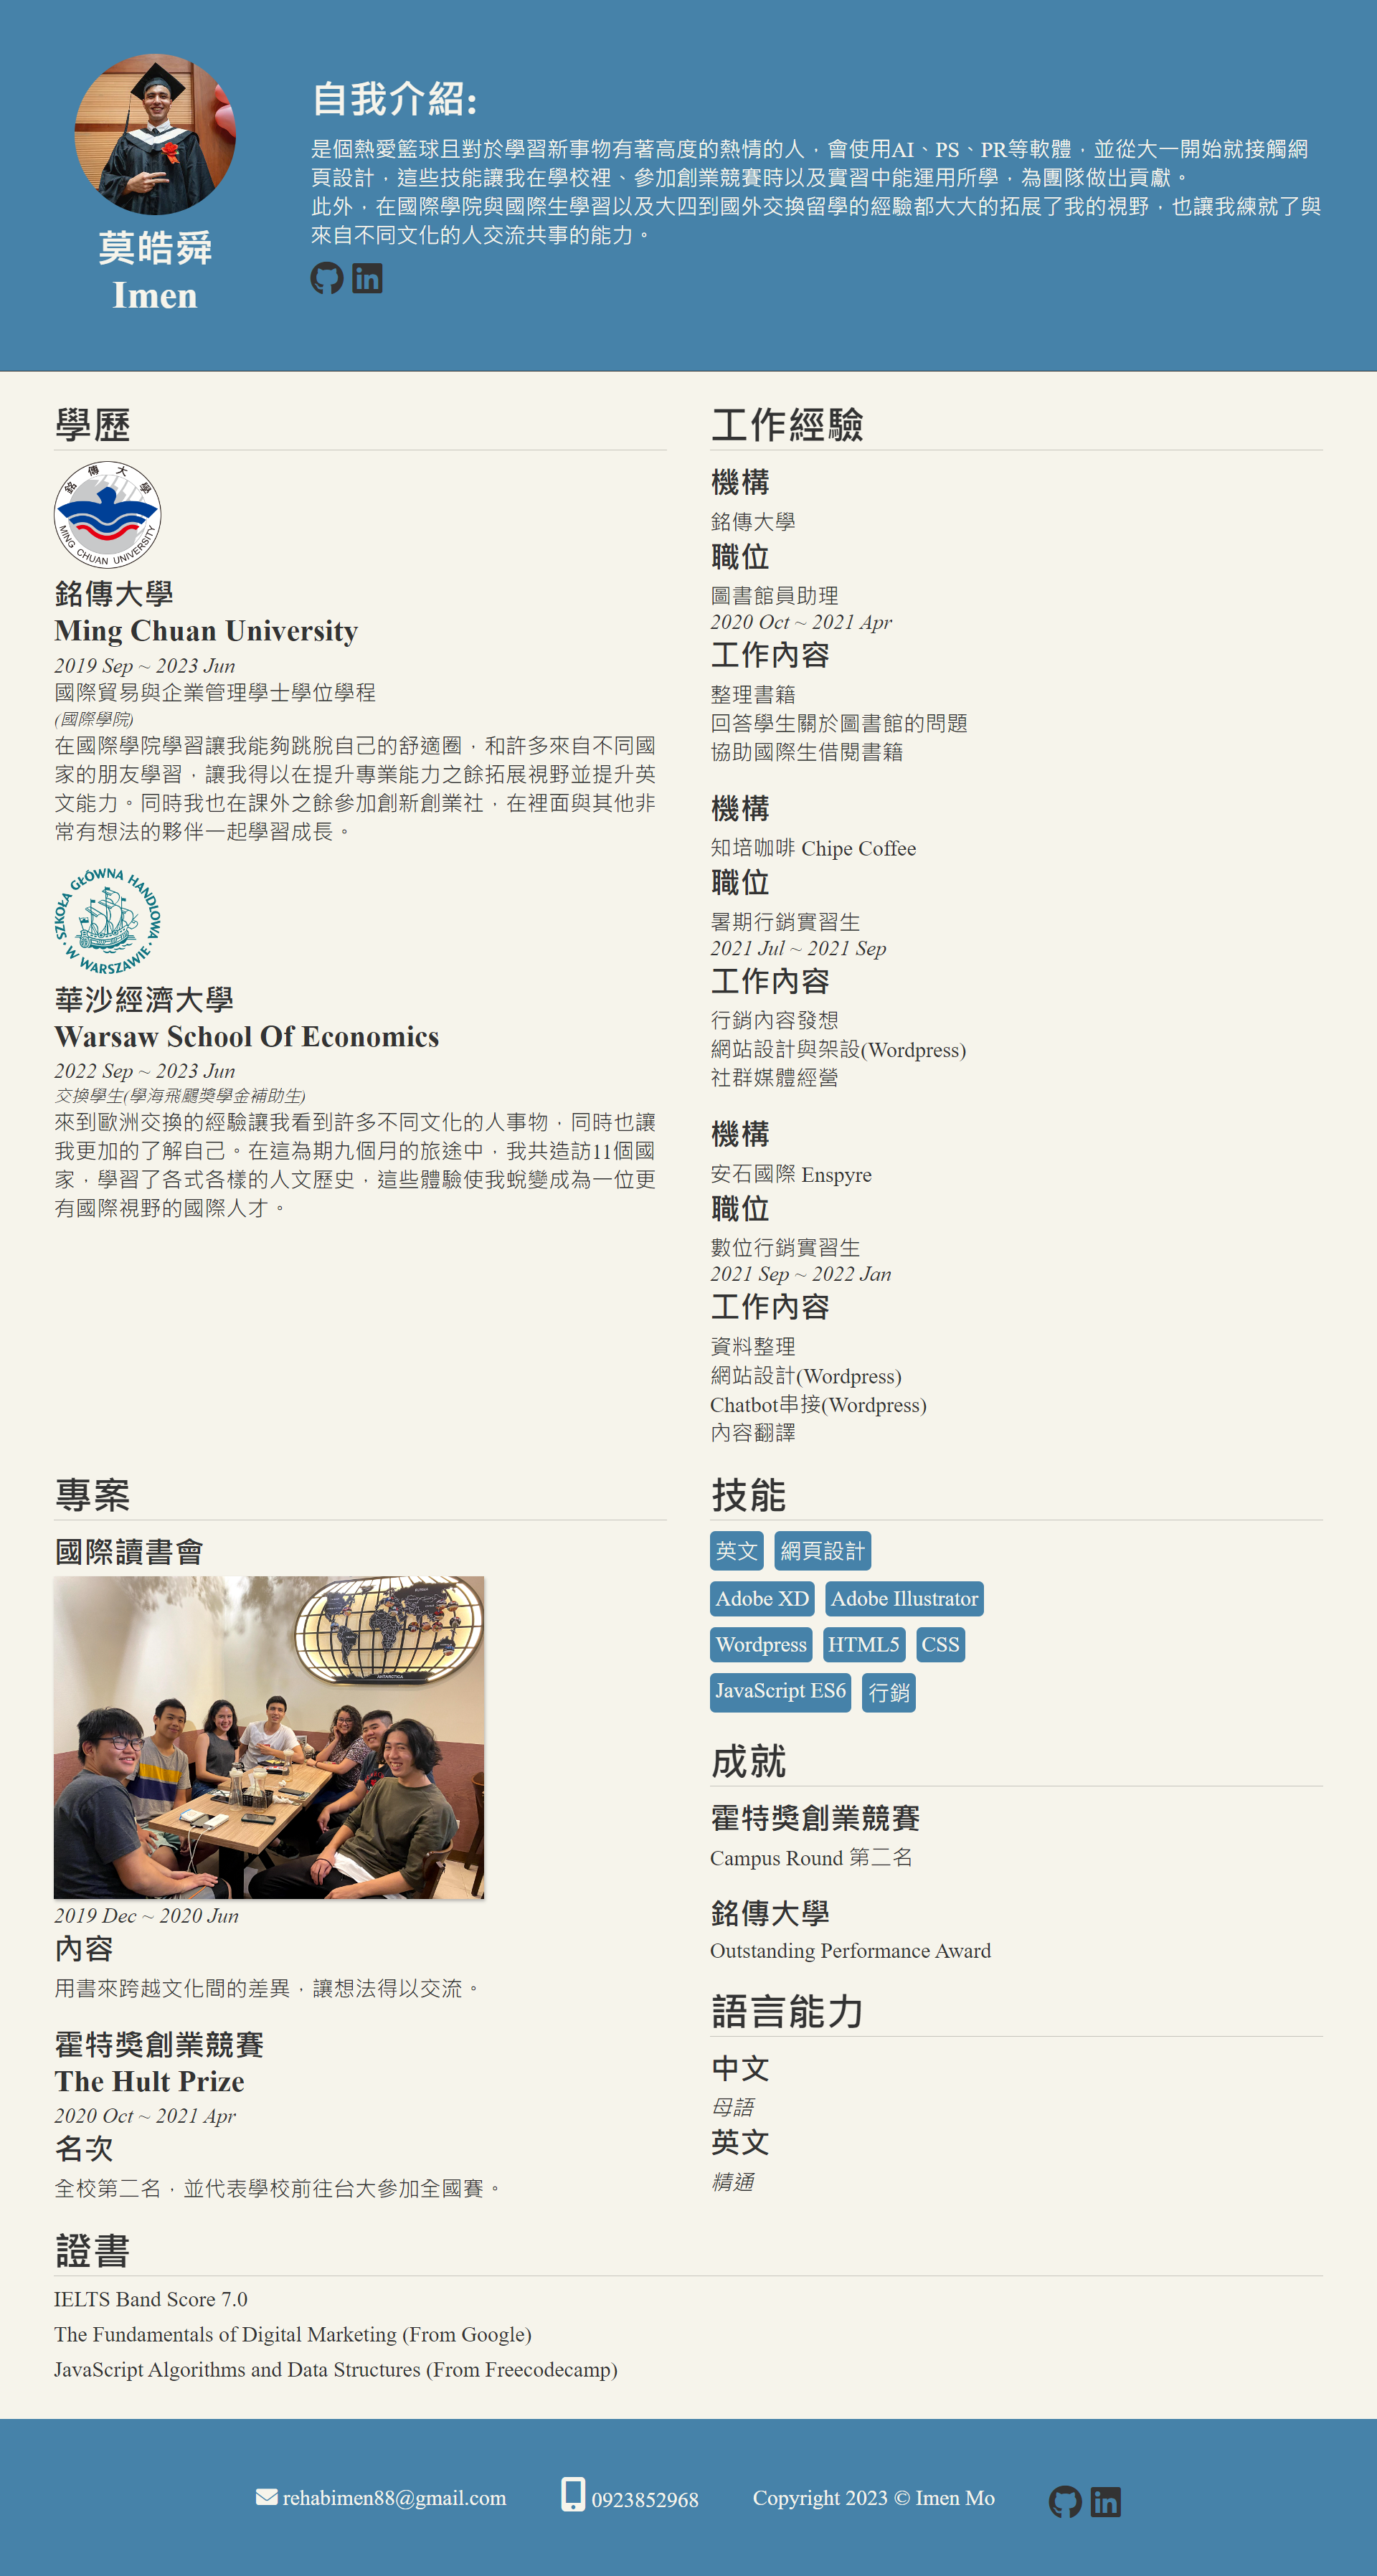 自我介紹:
是個熱愛籃球且對於學習新事物有著高度的熱情的人，會使用AI、PS、PR等軟體，並從大一開始就接觸網
頁設計，這些技能讓我在學校裡、參加創業競賽時以及實習中能運用所學，為團隊做出貢獻。
此外，在國際學院與國際生學習以及大四到國外交換留學的經驗都大大的拓展了我的視野，也讓我練就了與
來自不同文化的人交流共事的能力。
莫皓舜
Imen
學歷
銘傳大學
MING CHUAN UNIVERSITY
銘傳大學
Ming Chuan University
2019 Sep ~ 2023 Jun
國際貿易與企業管理學士學位學程
(國際學院)
在國際學院學習讓我能夠跳脫自己的舒適圈，和許多來自不同國
家的朋友學習，讓我得以在提升專業能力之餘拓展視野並提升英
文能力。同時我也在課外之餘參加創新創業社，在裡面與其他非
常有想法的夥伴一起學習成長。
SZKOŁA GŁÓWNA HANDLOWA
W WARSZAWIE
華沙經濟大學
Warsaw School Of Economics
2022 Sep ~ 2023 Jun
交換學生(學海飛颺獎學金補助生)
來到歐洲交換的經驗讓我看到許多不同文化的人事物，同時也讓
我更加的了解自己。在這為期九個月的旅途中，我共造訪11個國
家，學習了各式各樣的人文歷史，這些體驗使我蛻變成為一位更
有國際視野的國際人才。
工作經驗
機構
銘傳大學
職位
圖書館員助理
2020 Oct ~ 2021 Apr
工作內容
整理書籍
回答學生關於圖書館的問題
協助國際生借閱書籍
機構
知培咖啡 Chipe Coffee
職位
暑期行銷實習生
2021 Jul ~ 2021 Sep
工作內容
行銷內容發想
網站設計與架設(Wordpress)
社群媒體經營
機構
安石國際 Enspyre
職位
數位行銷實習生
2021 Sep ~ 2022 Jan
工作內容
資料整理
網站設計(Wordpress)
Chatbot串接(Wordpress)
內容翻譯
專案
國際讀書會
ANTARCTICA
2019 Dec ~ 2020 Jun
內容
用書來跨越文化間的差異，讓想法得以交流。
霍特獎創業競賽
The Hult Prize
2020 Oct ~ 2021 Apr
名次
全校第二名，並代表學校前往台大參加全國賽。
技能
英文 網頁設計
Adobe XD Adobe Illustrator
Wordpress HTML5 CSS
JavaScript ES6 行銷
成就
霍特獎創業競賽
Campus Round 第二名
銘傳大學
Outstanding Performance Award
語言能力
中文
母語
英文
精通
證書
IELTS Band Score 7.0
The Fundamentals of Digital Marketing (From Google)
JavaScript Algorithms and Data Structures (From Freecodecamp)
rehabimen88@gmail.com 0923852968 Copyright 2023 © Imen Mo